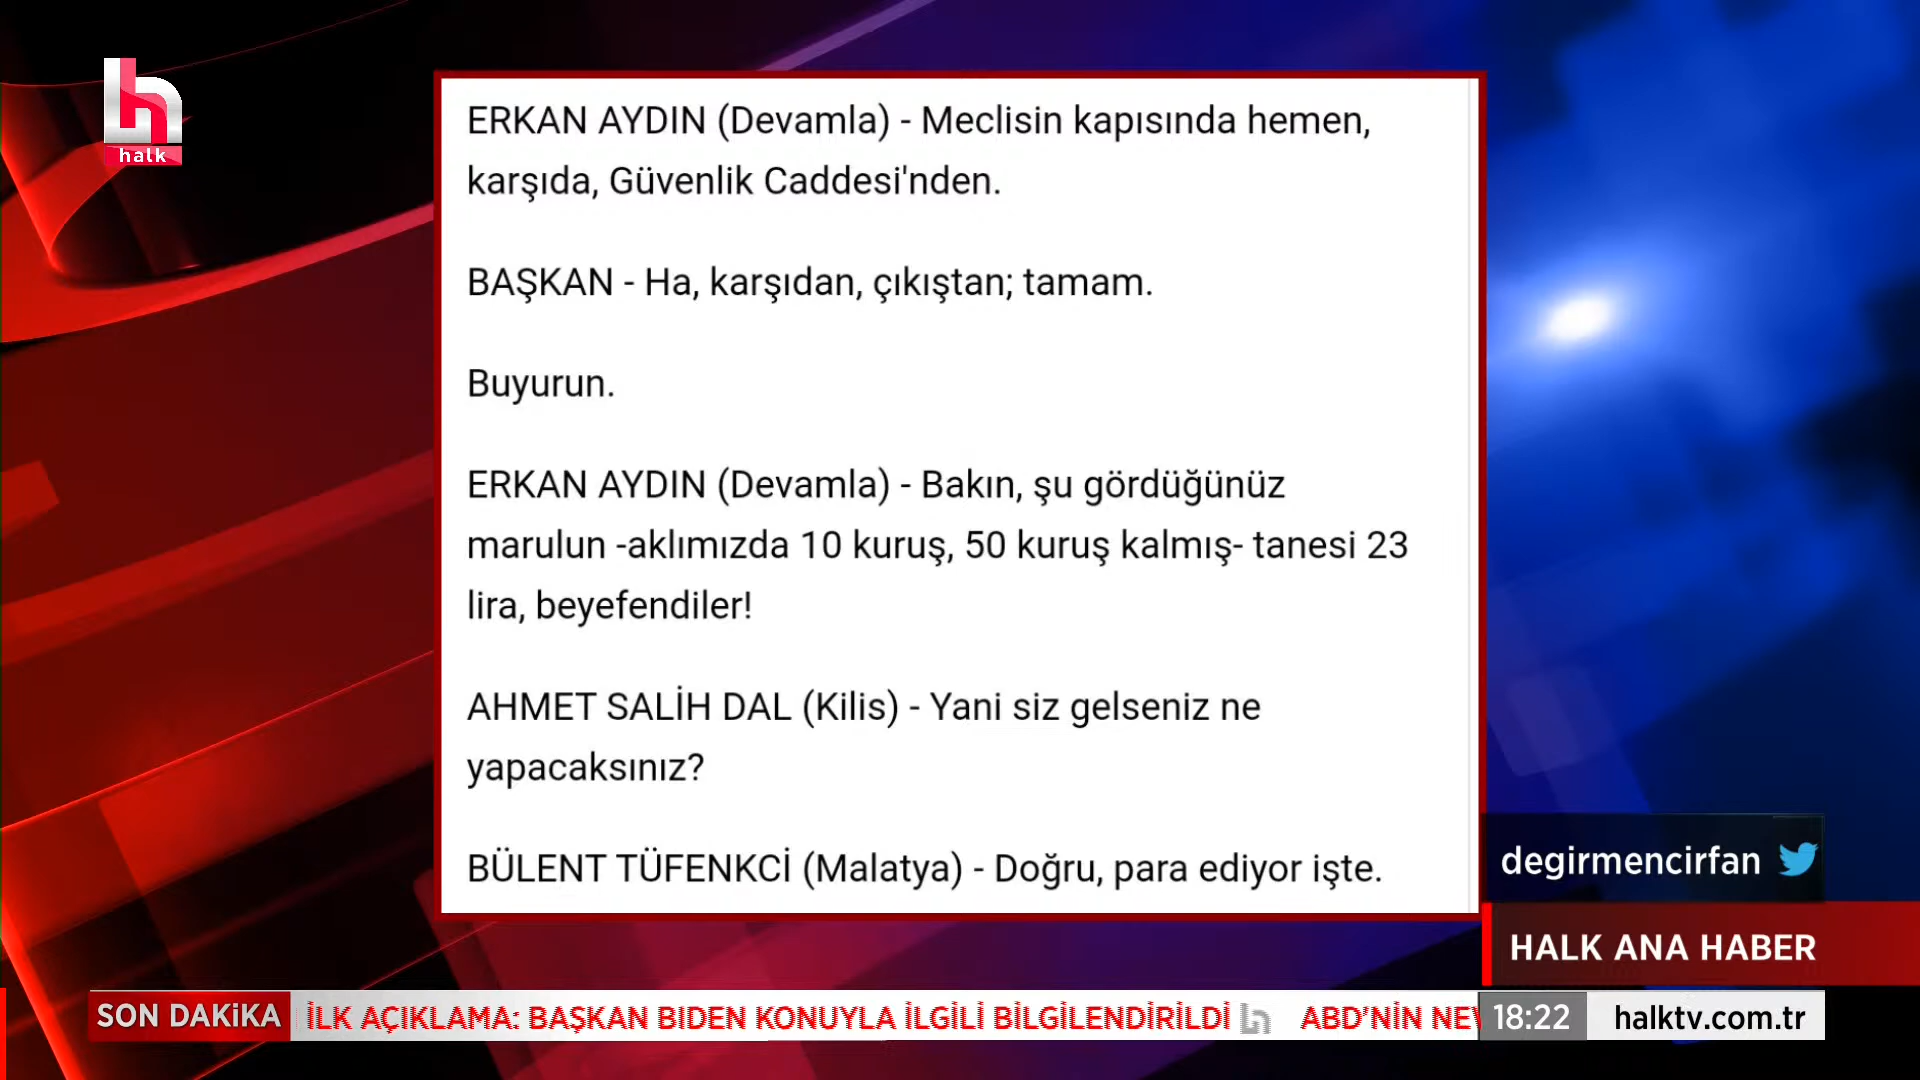 h
halk
ERKAN AYDIN (Devamla) - Meclisin kapısında hemen,
karşıda, Güvenlik Caddesi'nden.
BAŞKAN - Ha, karşıdan, çıkıştan; tamam.
Buyurun.
ERKAN AYDIN (Devamla) - Bakın, şu gördüğünüz
marulun -aklımızda 10 kuruş, 50 kuruş kalmış- tanesi 23
lira, beyefendiler!
AHMET SALİH DAL (Kilis) - Yani siz gelseniz ne
yapacaksınız?
BÜLENT TÜFENKCİ (Malatya) - Doğru, para ediyor işte.
degirmencirfan
HALK ANA HABER
SON DAKİKA İLK AÇIKLAMA: BAŞKAN BIDEN KONUYLA İLGİLİ BİLGİLENDİRİLDİ h ABD'NİN NEW 18:22 halktv.com.tr